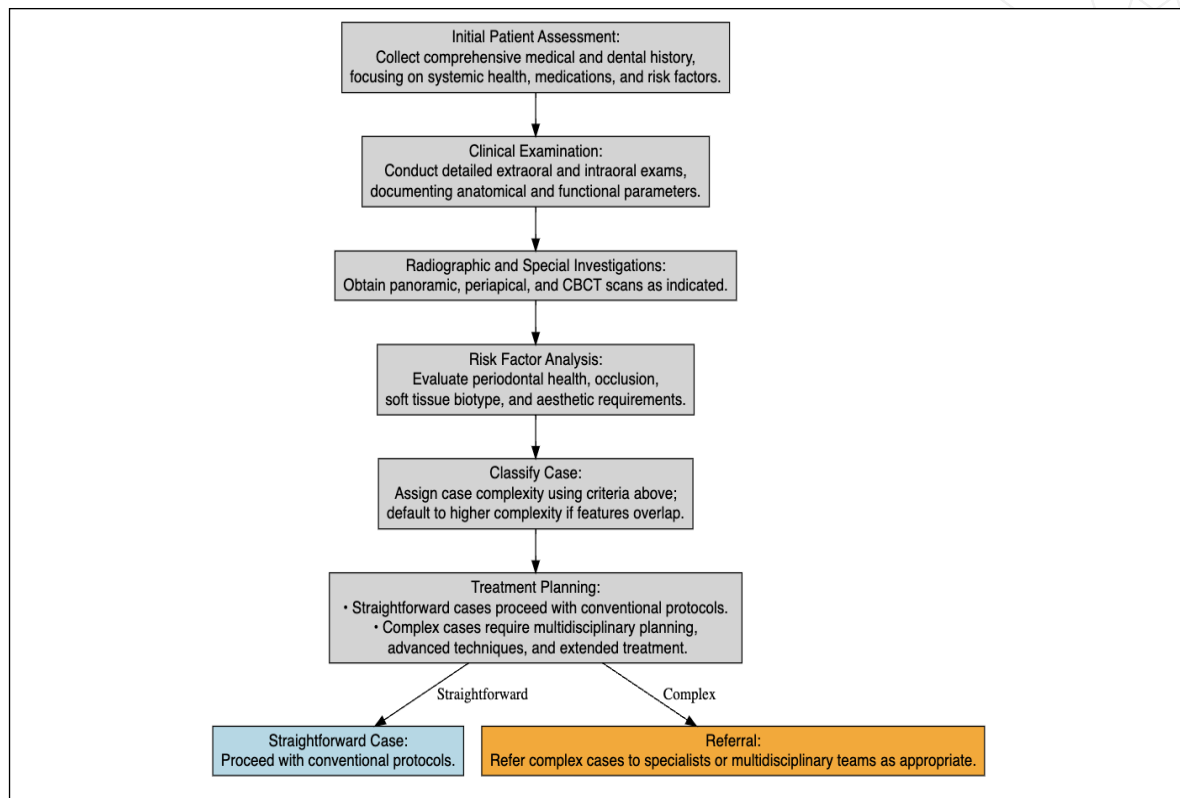 Initial Patient Assessment:
Collect comprehensive medical and dental history,
focusing on systemic health, medications, and risk factors.
Clinical Examination:
Conduct detailed extraoral and intraoral exams,
documenting anatomical and functional parameters.
Radiographic and Special Investigations:
Obtain panoramic, periapical, and CBCT scans as indicated.
Risk Factor Analysis:
Evaluate periodontal health, occlusion,
soft tissue biotype, and aesthetic requirements.
Classify Case:
Assign case complexity using criteria above;
default to higher complexity if features overlap.
Treatment Planning:
• Straightforward cases proceed with conventional protocols.
• Complex cases require multidisciplinary planning,
advanced techniques, and extended treatment.
Straightforward
Complex
Straightforward Case:
Proceed with conventional protocols.
Referral:
Refer complex cases to specialists or multidisciplinary teams as appropriate.